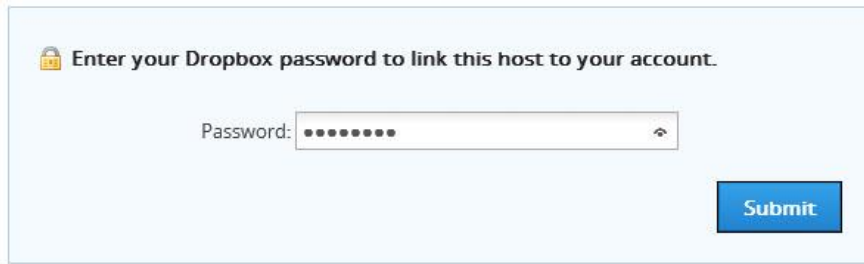 Enter your Dropbox password to link this host to your account.
Password: ••••••••
Submit